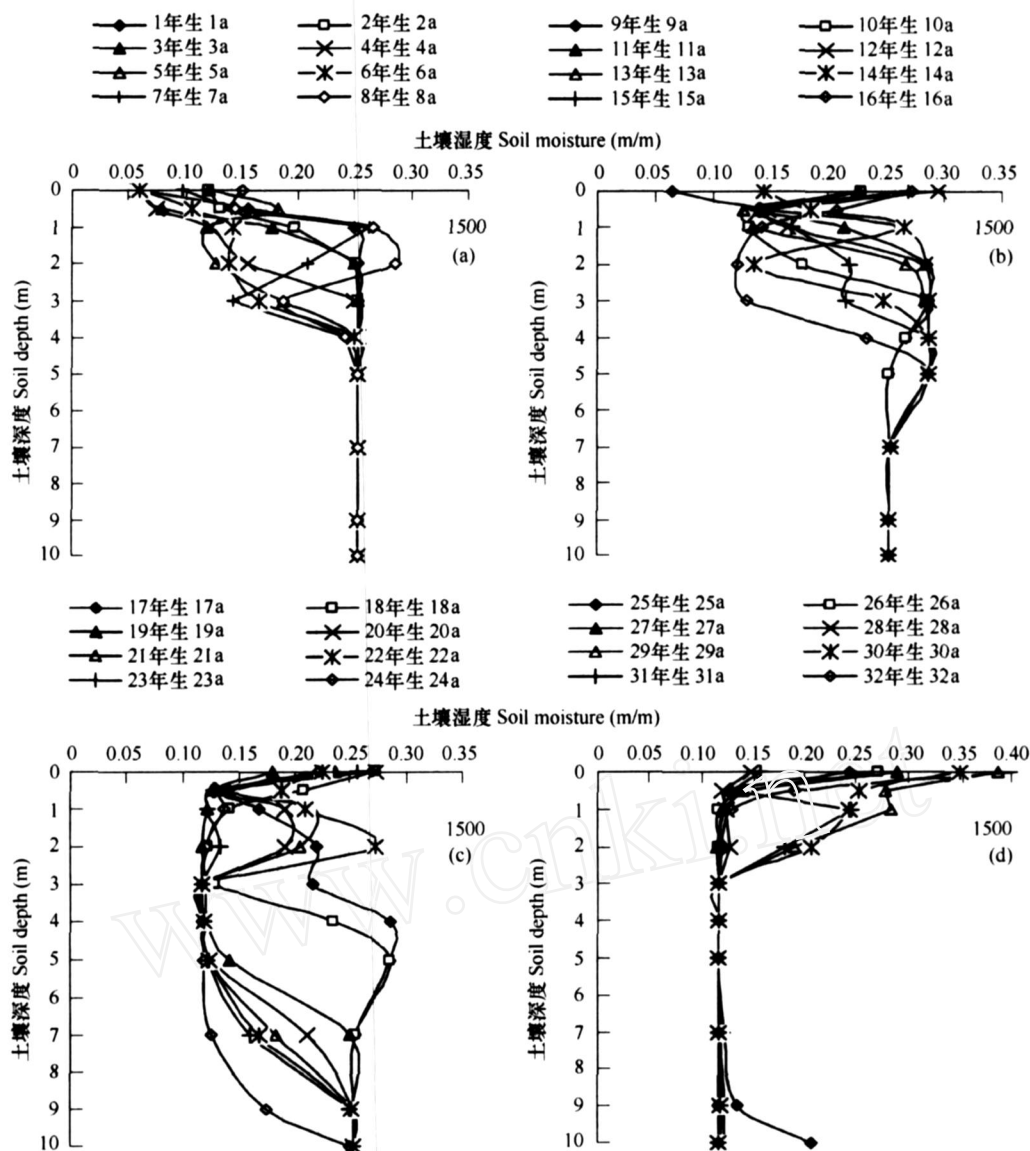 1年生 1a 2年生 2a 9年生 9a 10年生 10a
3年生 3a 4年生 4a 11年生 11a 12年生 12a
5年生 5a 6年生 6a 13年生 13a 14年生 14a
7年生 7a 8年生 8a 15年生 15a 16年生 16a
土壤湿度 Soil moisture (m/m)
0 0.05 0.10 0.15 0.20 0.25 0.30 0.35
0
1
2
3
4
5
6
7
8
9
10
土壤深度 Soil depth (m)
1500
(a)
0 0.05 0.10 0.15 0.20 0.25 0.30 0.35
0
1
2
3
4
5
6
7
8
9
10
土壤深度 Soil depth (m)
1500
(b)
17年生 17a 18年生 18a 25年生 25a 26年生 26a
19年生 19a 20年生 20a 27年生 27a 28年生 28a
21年生 21a 22年生 22a 29年生 29a 30年生 30a
23年生 23a 24年生 24a 31年生 31a 32年生 32a
土壤湿度 Soil moisture (m/m)
0 0.05 0.10 0.15 0.20 0.25 0.30 0.35
0
1
2
3
4
5
6
7
8
9
10
土壤深度 Soil depth (m)
1500
(c)
0 0.05 0.10 0.15 0.20 0.25 0.30 0.35 0.40
0
1
2
3
4
5
6
7
8
9
10
土壤深度 Soil depth (m)
1500
(d)
www.cnki.net